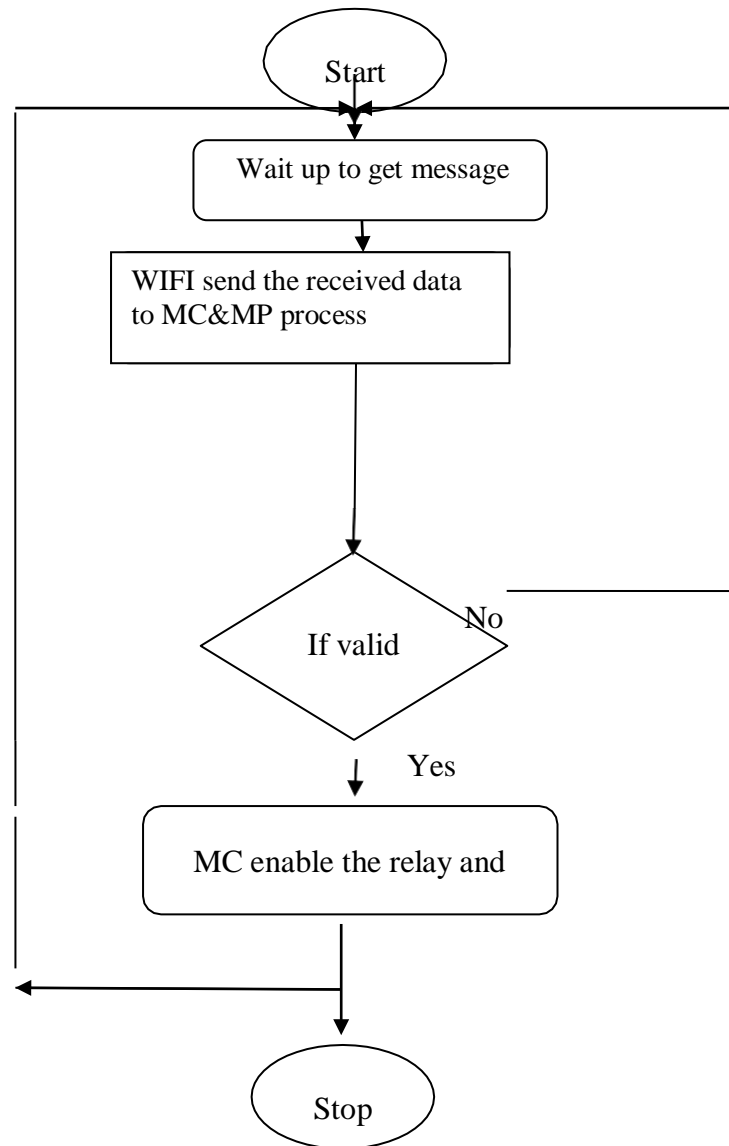 Start
Wait up to get message
WIFI send the received data
to MC&MP process
No
If valid
Yes
MC enable the relay and
Stop